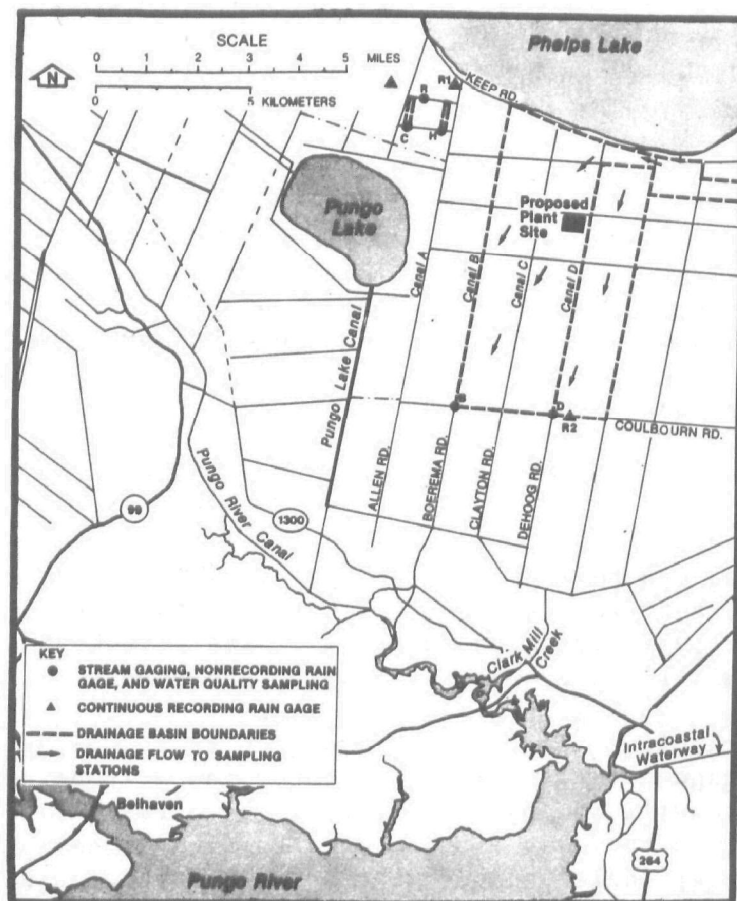 SCALE
0 1 2 3 4 5
MILES
0 5
KILOMETERS
N
Phelps Lake
R1
KEEP RD
R
C
H
Pungo
Lake
Proposed
Plant
Site
Canal A
Canal B
Canal C
Canal D
Pungo Lake Canal
B
D
R2
COULBOURN RD.
ALLEN RD.
BOEREMA RD.
CLAYTON RD.
DEHOOG RD.
Pungo River Canal
99
1300
KEY
STREAM GAGING, NONRECORDING RAIN
GAGE, AND WATER QUALITY SAMPLING
CONTINUOUS RECORDING RAIN GAGE
DRAINAGE BASIN BOUNDARIES
DRAINAGE FLOW TO SAMPLING
STATIONS
Clark Mill
Creek
Intracoastal
Waterway
Belhaven
264
Pungo River